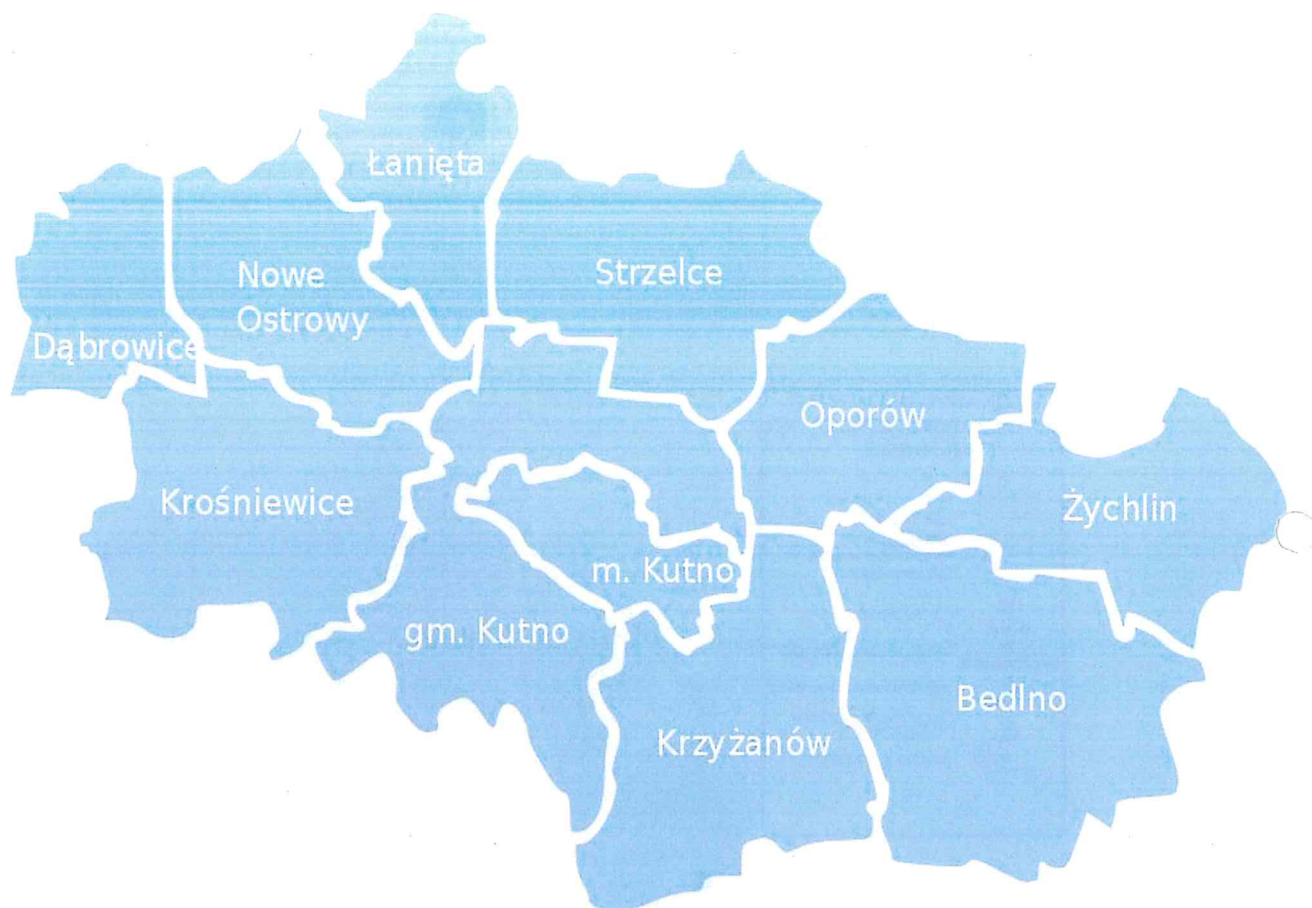 Łanięta
Strzelce
Nowe
Ostrowy
Dąbrowice
Oporów
Krośniewice
Żychlin
m. Kutno
gm. Kutno
Bedlno
Krzyżanów